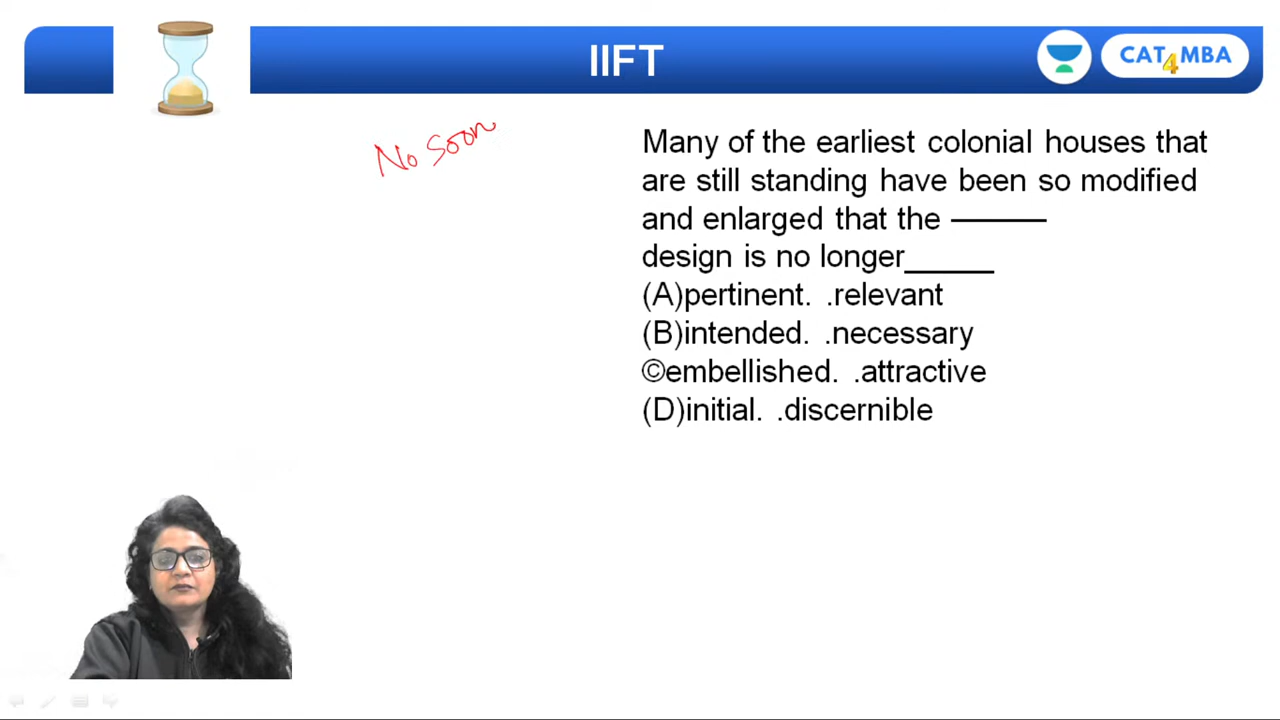 IIFT
CAT4MBA
No Soon
Many of the earliest colonial houses that
are still standing have been so modified
and enlarged that the ———
design is no longer_____
(A)pertinent. .relevant
(B)intended. .necessary
©embellished. .attractive
(D)initial. .discernible